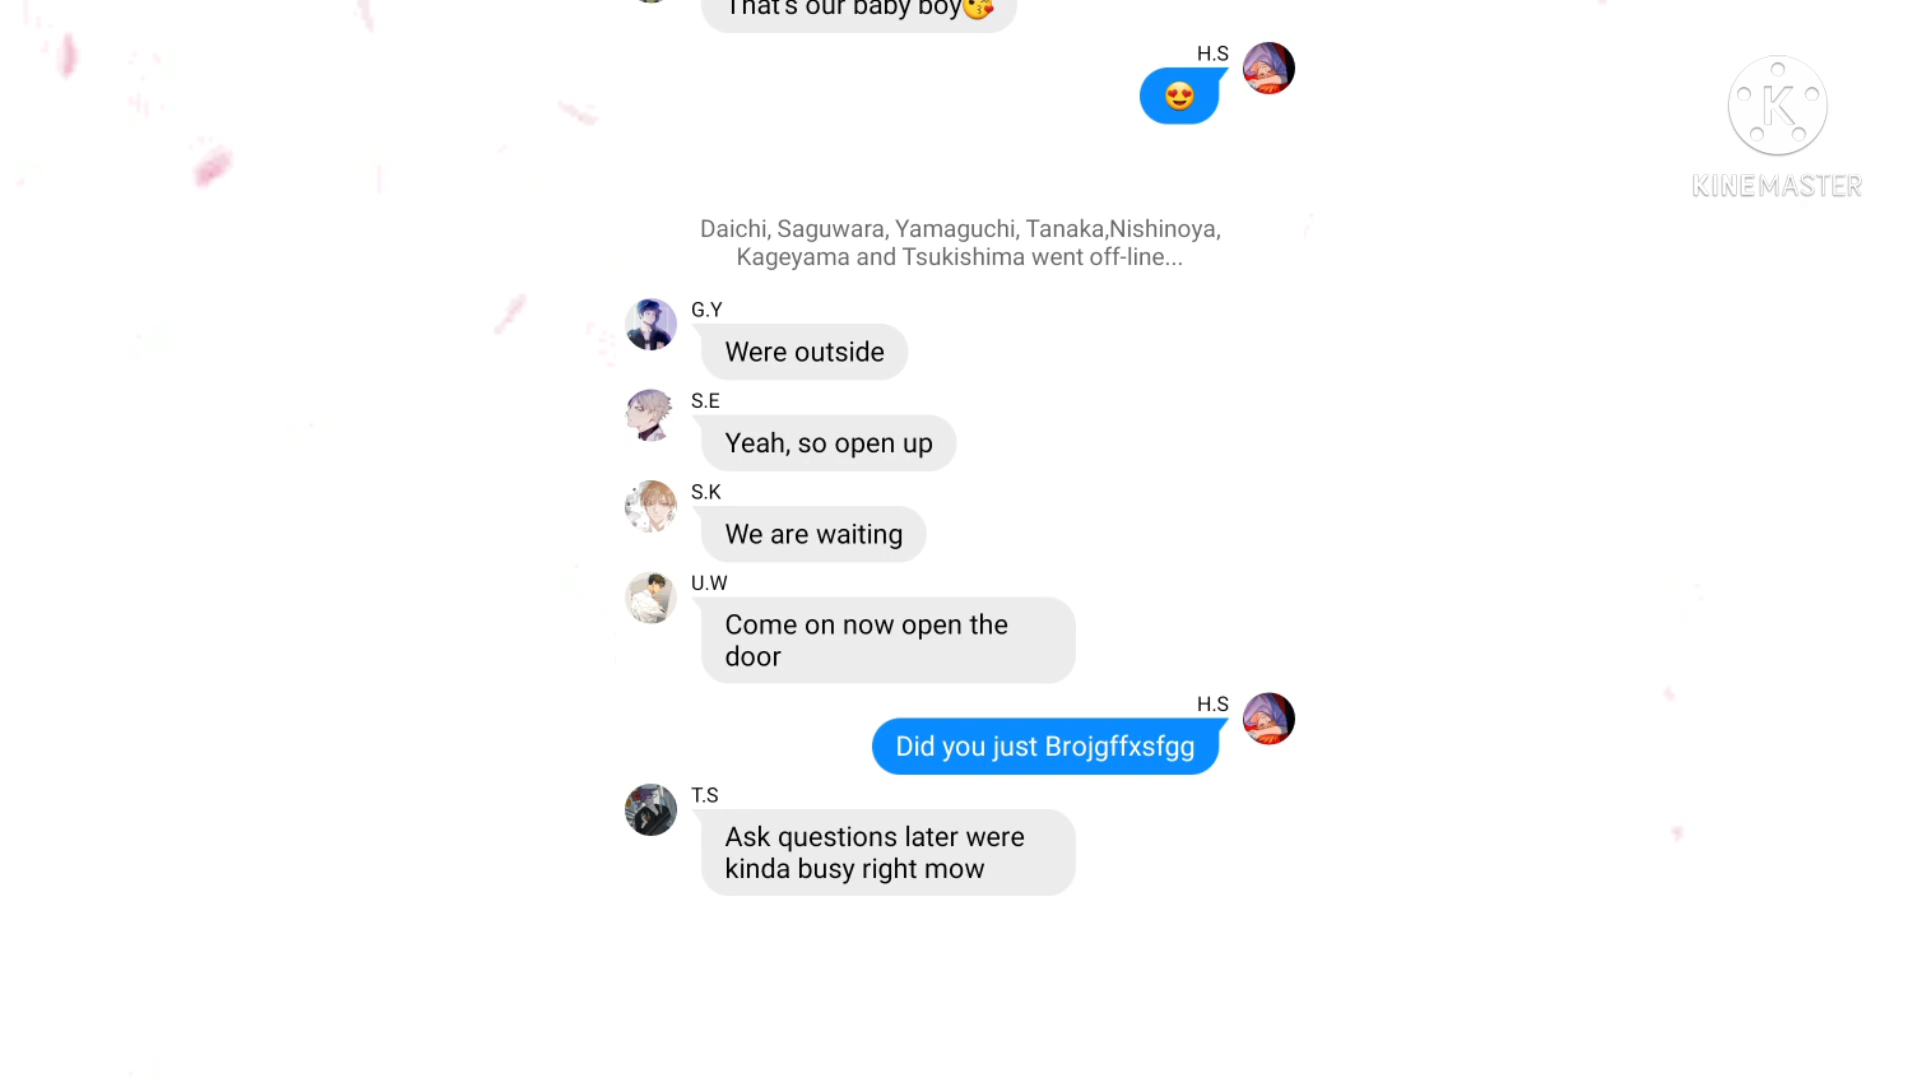 That's our baby boy😘
H.S
😍
KINEMASTER
Daichi, Saguwara, Yamaguchi, Tanaka,Nishinoya,
Kageyama and Tsukishima went off-line...
G.Y
Were outside
S.E
Yeah, so open up
S.K
We are waiting
U.W
Come on now open the
door
H.S
Did you just Brojgffxsfgg
T.S
Ask questions later were
kinda busy right mow